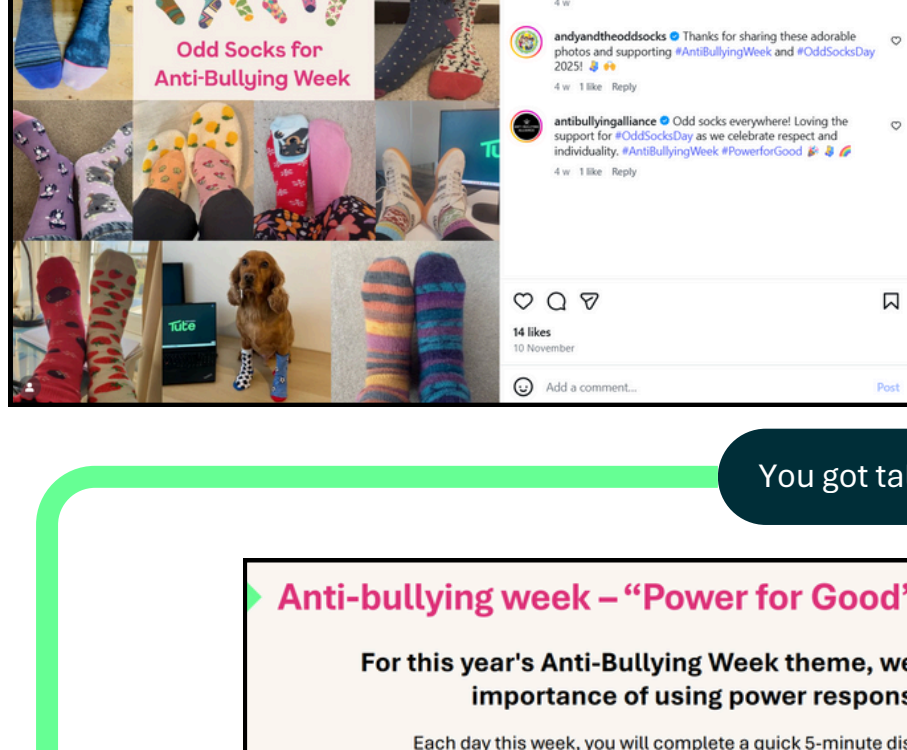 4 w
Odd Socks for
Anti-Bullying Week
andyandtheoddsocks Thanks for sharing these adorable
photos and supporting #AntiBullyingWeek and #OddSocksDay
2025!
4 w 1 like Reply
antibullyingalliance Odd socks everywhere! Loving the
support for #OddSocksDay as we celebrate respect and
individuality. #AntiBullyingWeek #PowerforGood
4 w 1 like Reply
Tute
14 likes
10 November
Add a comment...
Post
You got ta
Anti-bullying week – “Power for Good”
For this year's Anti-Bullying Week theme, we
importance of using power respons
Each day this week, you will complete a quick 5-minute dis